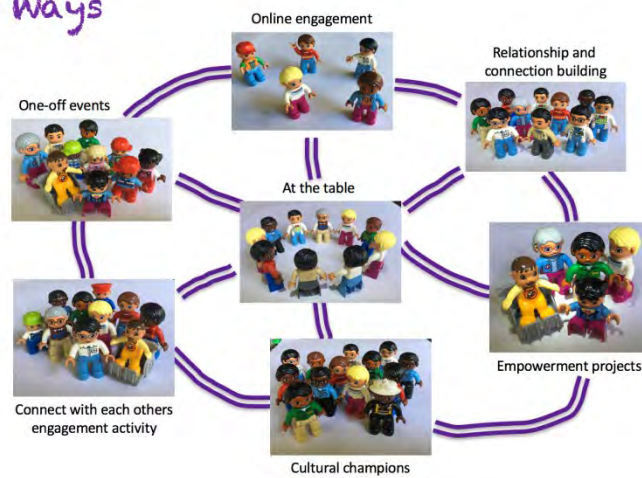 Ways
Online engagement
Relationship and
connection building
One-off events
At the table
Empowerment projects
Connect with each others
engagement activity
Cultural champions